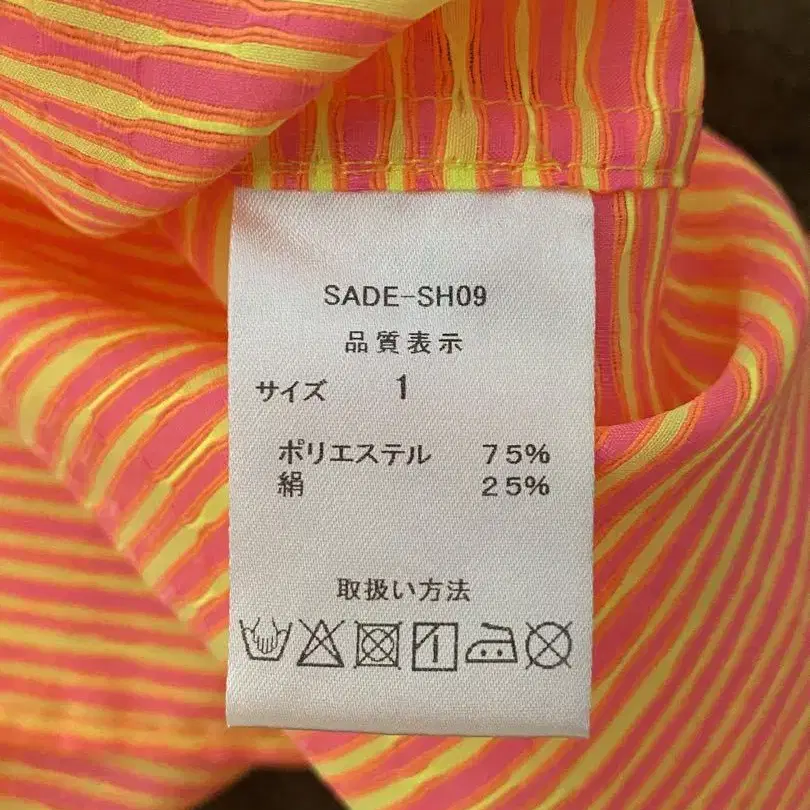 SADE-SH09
品質表示
サイズ 1
ポリエステル 75%
絹 25%
取扱い方法